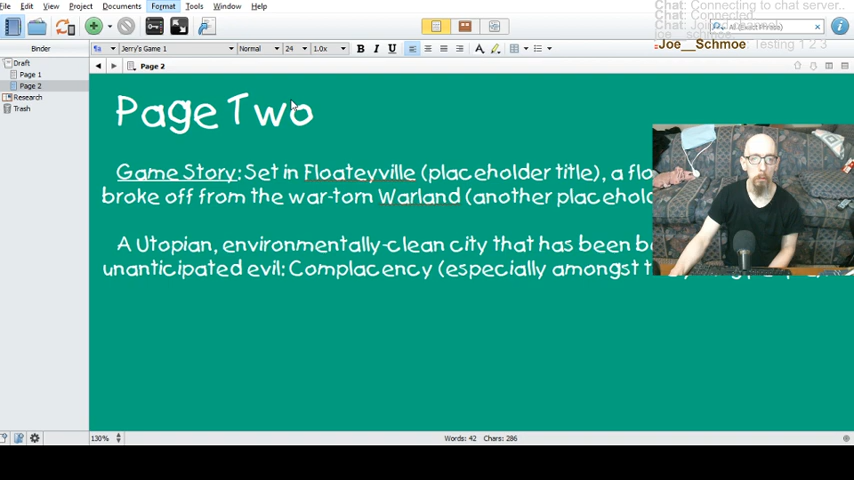 File Edit View Project Documents Format Tools Window Help
Chat: Connecting to chat server..
Chat: Connected
Joe__Schmoe: Testing 1 2 3
All (Exact Phrase)
Jerry's Game 1 Normal 24 1.0x B I U A
Binder
Page 2
Draft
Page 1
Page 2
Research
Trash
Page Two
Game Story: Set in Floateyville (placeholder title), a flo
broke off from the war-torn Warland (another placehold
A Utopian, environmentally-clean city that has been b
unanticipated evil: Complacency (especially amongst t
130%
Words: 42 Chars: 286